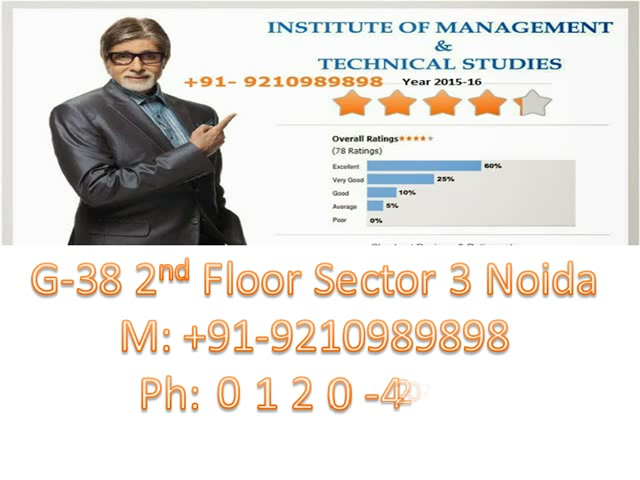 INSTITUTE OF MANAGEMENT
&
TECHNICAL STUDIES
+91- 9210989898 Year 2015-16
Overall Ratings
(78 Ratings)
Excellent 60%
Very Good 25%
Good 10%
Average 5%
Poor 0%
G-38 2nd Floor Sector 3 Noida
M: +91-9210989898
Ph: 0 1 2 0 -4